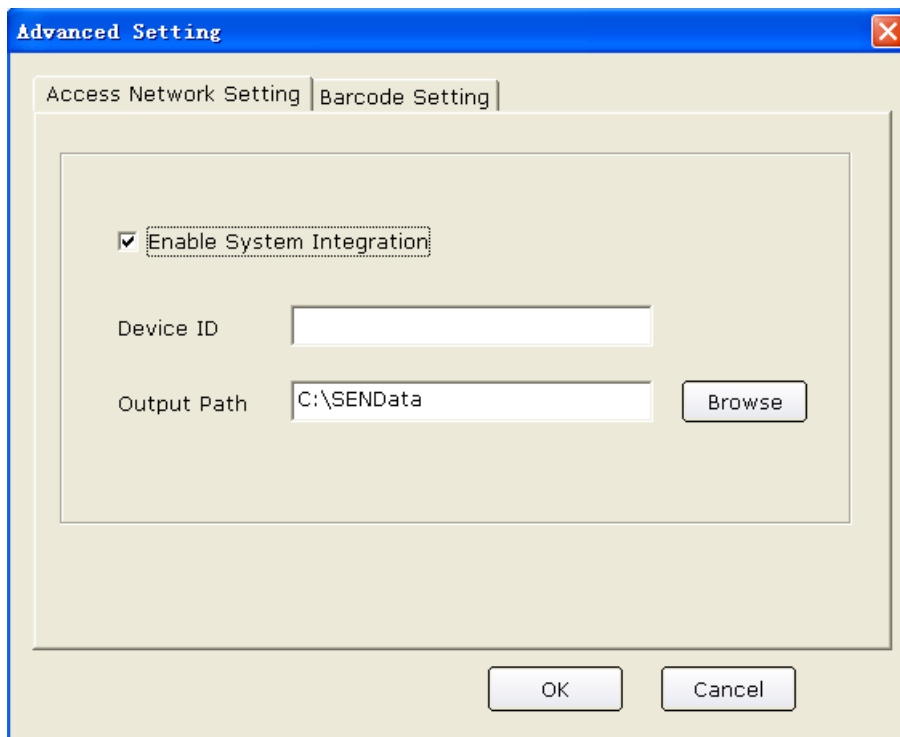 Advanced Setting
Access Network Setting Barcode Setting
Enable System Integration
Device ID
Output Path C:\SENData Browse
OK Cancel